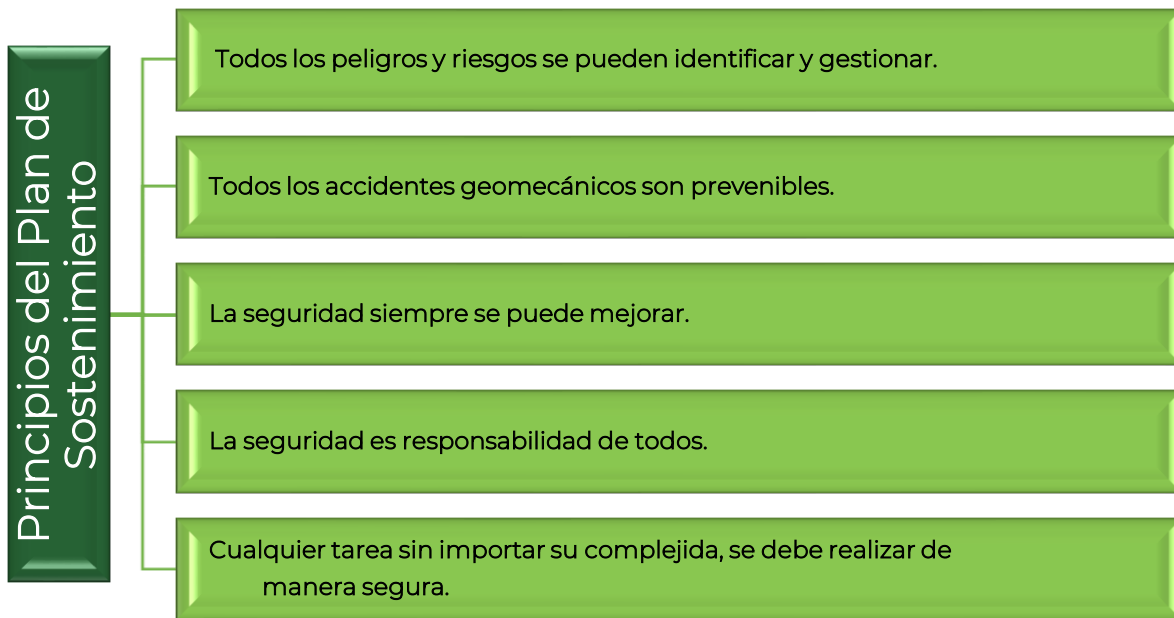 Principios del Plan de
Sostenimiento
Todos los peligros y riesgos se pueden identificar y gestionar.
Todos los accidentes geomecánicos son prevenibles.
La seguridad siempre se puede mejorar.
La seguridad es responsabilidad de todos.
Cualquier tarea sin importar su complejida, se debe realizar de
manera segura.